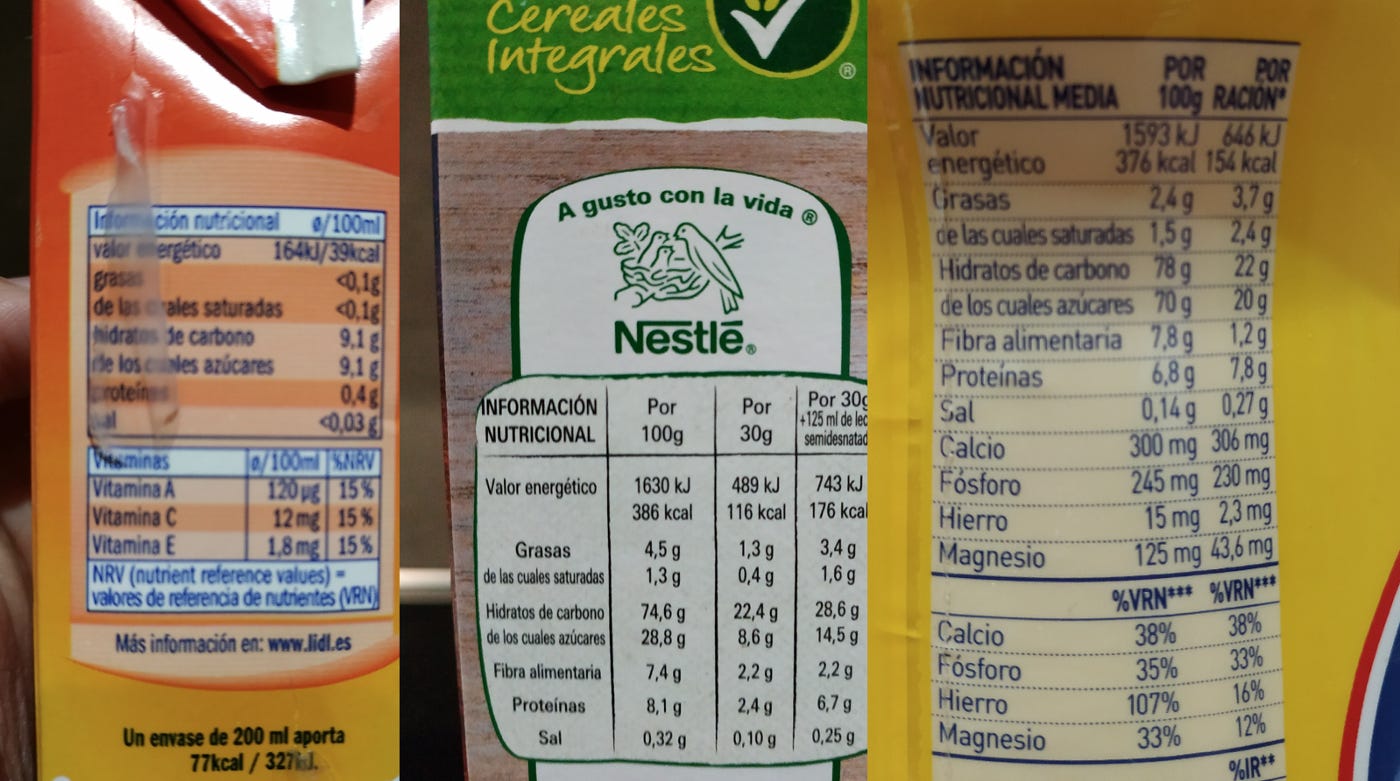 Información nutricional ø/100ml
valor energético 164kJ/39kcal
grasas <0,1g
de las cuales saturadas <0,1g
hidratos de carbono 9,1 g
de los cuales azúcares 9,1 g
proteínas 0,4 g
sal <0,03 g
Vitaminas ø/100ml %NRV
Vitamina A 120 µg 15%
Vitamina C 12 mg 15%
Vitamina E 1,8 mg 15%
NRV (nutrient reference values) =
valores de referencia de nutrientes (VRN)
Más información en: www.lidl.es
Un envase de 200 ml aporta
77kcal / 327kJ.
Cereales
Integrales
®
A gusto con la vida ®
Nestlé®
INFORMACIÓN NUTRICIONAL Por 100g Por 30g Por 30g
+125 ml de
Valor energético 1630 kJ 489 kJ 743 kJ
386 kcal 116 kcal 176 kcal
Grasas 4,5 g 1,3 g 3,4 g
de las cuales saturadas 1,3 g 0,4 g 1,6 g
Hidratos de carbono 74,6 g 22,4 g 28,6 g
de los cuales azúcares 28,8 g 8,6 g 14,5 g
Fibra alimentaria 7,4 g 2,2 g 2,2 g
Proteínas 8,1 g 2,4 g 6,7 g
Sal 0,32 g 0,10 g 0,25 g
INFORMACIÓN POR POR
NUTRICIONAL MEDIA 100g RACIÓN*
Valor 1593 kJ 646 kJ
energético 376 kcal 154 kcal
Grasas 2,4 g 3,7 g
de las cuales saturadas 1,5 g 2,4 g
Hidratos de carbono 78 g 22 g
de los cuales azúcares 70 g 20 g
Fibra alimentaria 7,8 g 1,2 g
Proteínas 6,8 g 7,8 g
Sal 0,14 g 0,27 g
Calcio 300 mg 306 mg
Fósforo 245 mg 230 mg
Hierro 15 mg 2,3 mg
Magnesio 125 mg 43,6 mg
%VRN*** %VRN***
Calcio 38% 38%
Fósforo 35% 33%
Hierro 107% 16%
Magnesio 33% 12%
%IR**